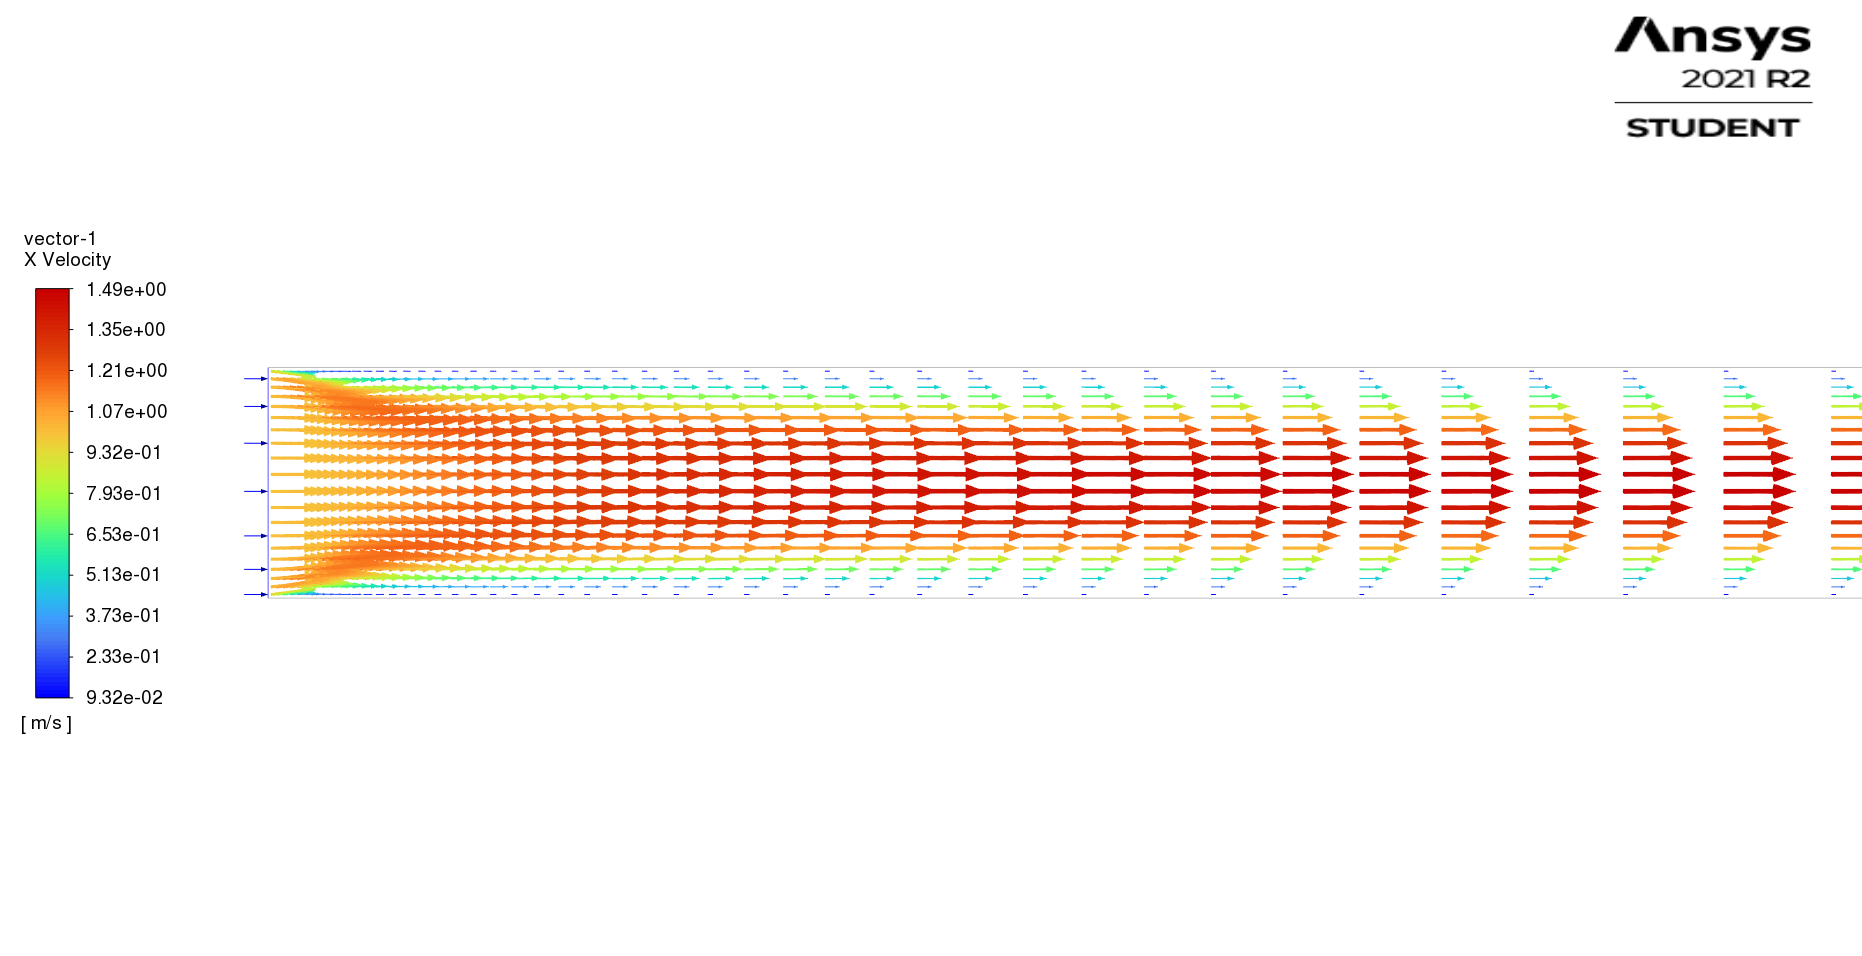 Ansys
2021 R2
STUDENT
vector-1
X Velocity
1.49e+00
1.35e+00
1.21e+00
1.07e+00
9.32e-01
7.93e-01
6.53e-01
5.13e-01
3.73e-01
2.33e-01
9.32e-02
[ m/s ]